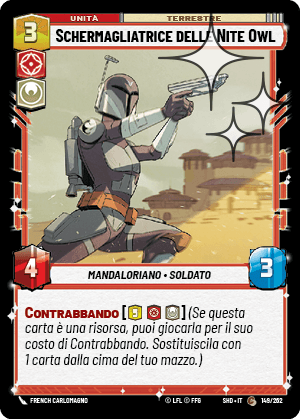 UNITÀ
TERRESTRE
3
SCHERMAGLIATRICE DELLE NITE OWL
4
MANDALORIANO • SOLDATO
3
CONTRABBANDO [5] (Se questa
carta è una risorsa, puoi giocarla per il suo
costo di Contrabbando. Sostituiscila con
1 carta dalla cima del tuo mazzo.)
FRENCH CARLOMAGNO
© LFL © FFG
SHD • IT
149/262